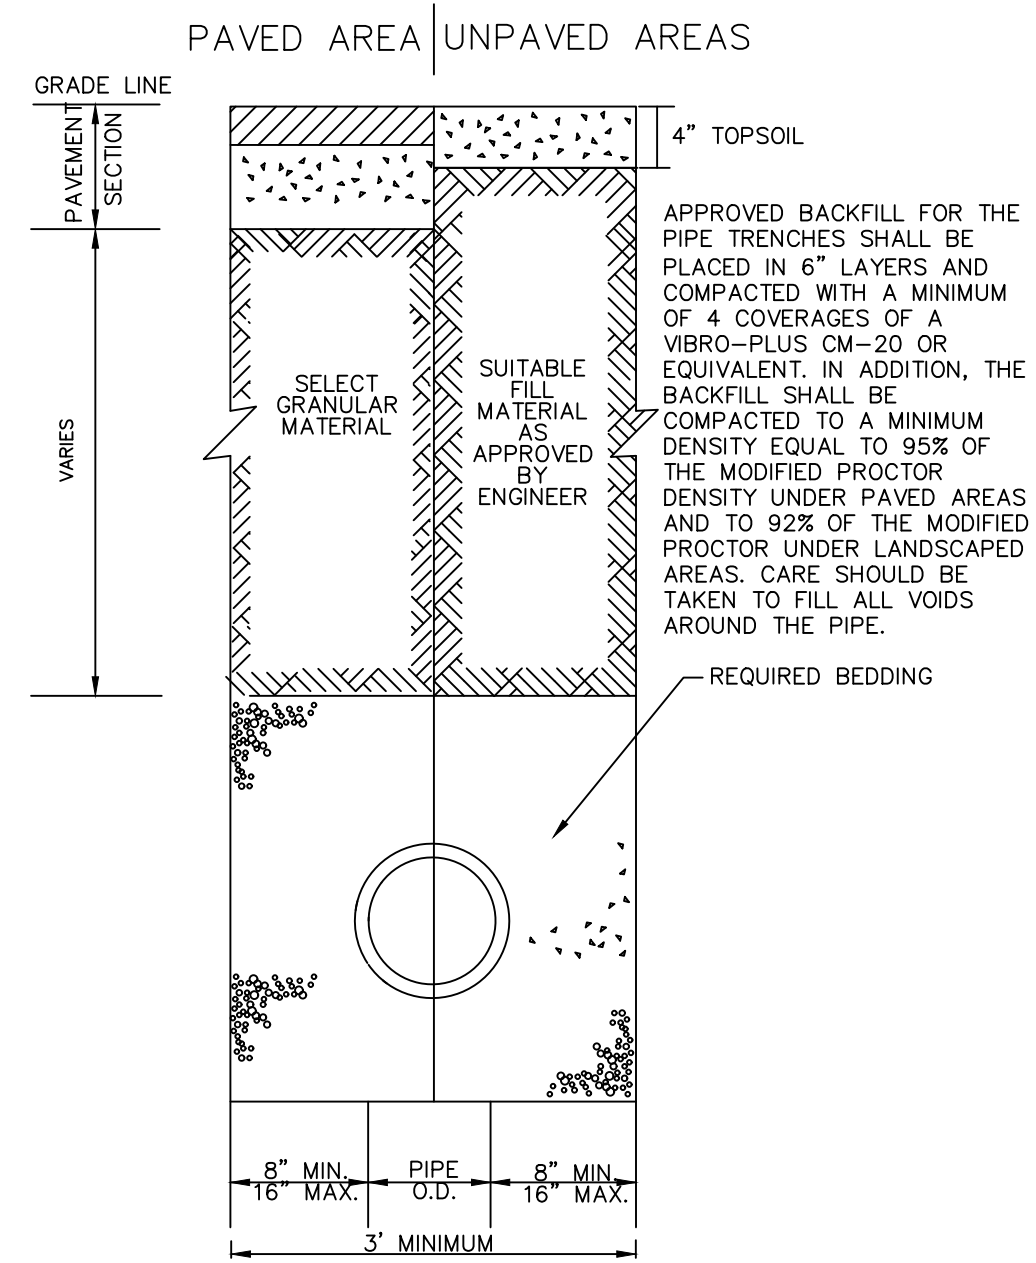 PAVED AREA UNPAVED AREAS
GRADE LINE
PAVEMENT
SECTION
4” TOPSOIL
APPROVED BACKFILL FOR THE
PIPE TRENCHES SHALL BE
PLACED IN 6” LAYERS AND
COMPACTED WITH A MINIMUM
OF 4 COVERAGES OF A
VIBRO–PLUS CM–20 OR
EQUIVALENT. IN ADDITION, THE
BACKFILL SHALL BE
COMPACTED TO A MINIMUM
DENSITY EQUAL TO 95% OF
THE MODIFIED PROCTOR
DENSITY UNDER PAVED AREAS
AND TO 92% OF THE MODIFIED
PROCTOR UNDER LANDSCAPED
AREAS. CARE SHOULD BE
TAKEN TO FILL ALL VOIDS
AROUND THE PIPE.
VARIES
SELECT
GRANULAR
MATERIAL
SUITABLE
FILL
MATERIAL
AS
APPROVED
BY
ENGINEER
REQUIRED BEDDING
8” MIN.
16” MAX.
PIPE
O.D.
8” MIN.
16” MAX.
3’ MINIMUM